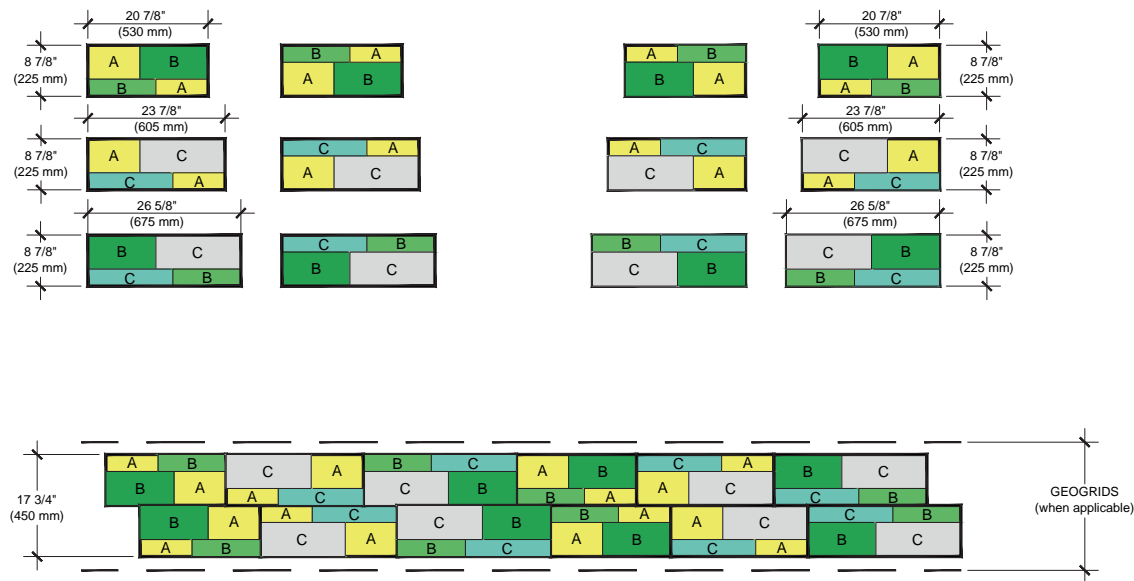 20 7/8"
(530 mm)
20 7/8"
(530 mm)
8 7/8"
(225 mm)
A B
B A
B A
A B
A B
B A
B A
A B
8 7/8"
(225 mm)
23 7/8"
(605 mm)
23 7/8"
(605 mm)
8 7/8"
(225 mm)
A C
C A
C A
A C
A C
C A
C A
A C
8 7/8"
(225 mm)
26 5/8"
(675 mm)
26 5/8"
(675 mm)
8 7/8"
(225 mm)
B C
C B
C B
B C
B C
C B
C B
B C
8 7/8"
(225 mm)
17 3/4"
(450 mm)
A B C A B C A B C A B C
B A A C C B B A A C C B
B A A C C B B A A C C B
A B C A B C A B C A B C
GEOGRIDS
(when applicable)